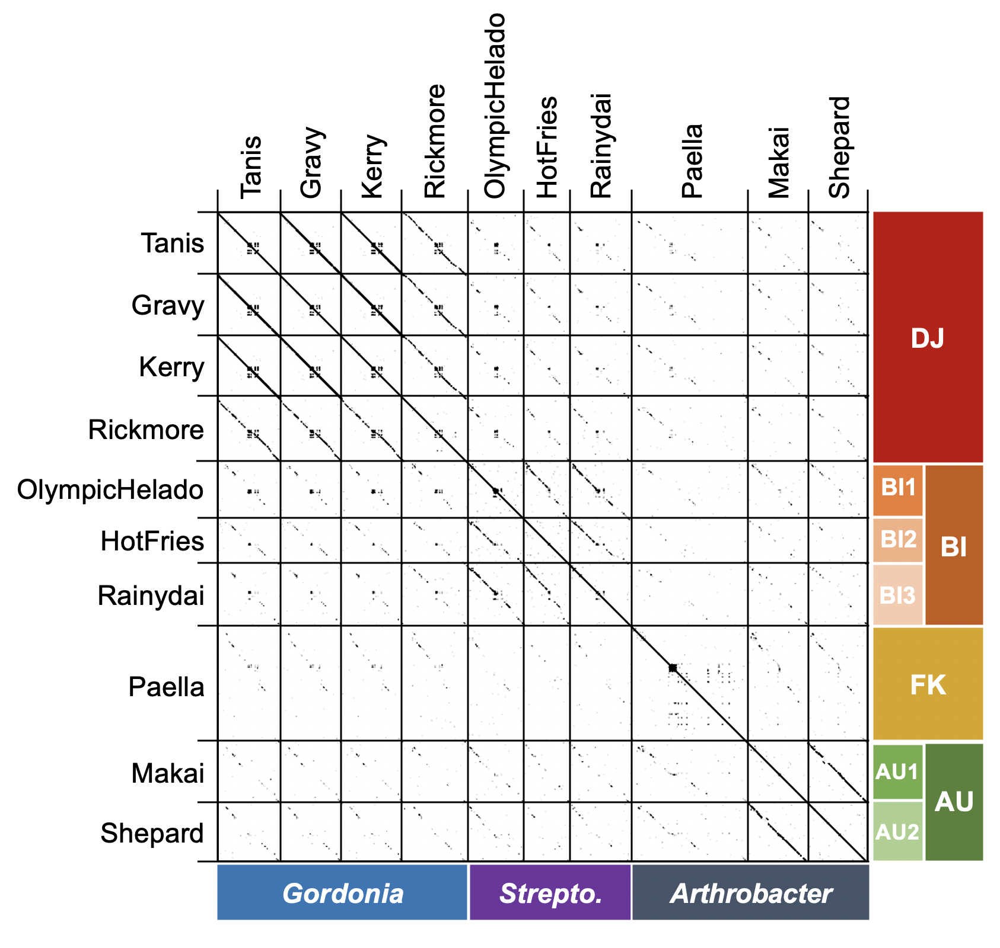 Tanis
Gravy
Kerry
Rickmore
OlympicHelado
HotFries
Rainydai
Paella
Makai
Shepard
Tanis
Gravy
Kerry
Rickmore
OlympicHelado
HotFries
Rainydai
Paella
Makai
Shepard
DJ
BI1
BI2
BI3
BI
FK
AU1
AU2
AU
Gordonia
Strepto.
Arthrobacter